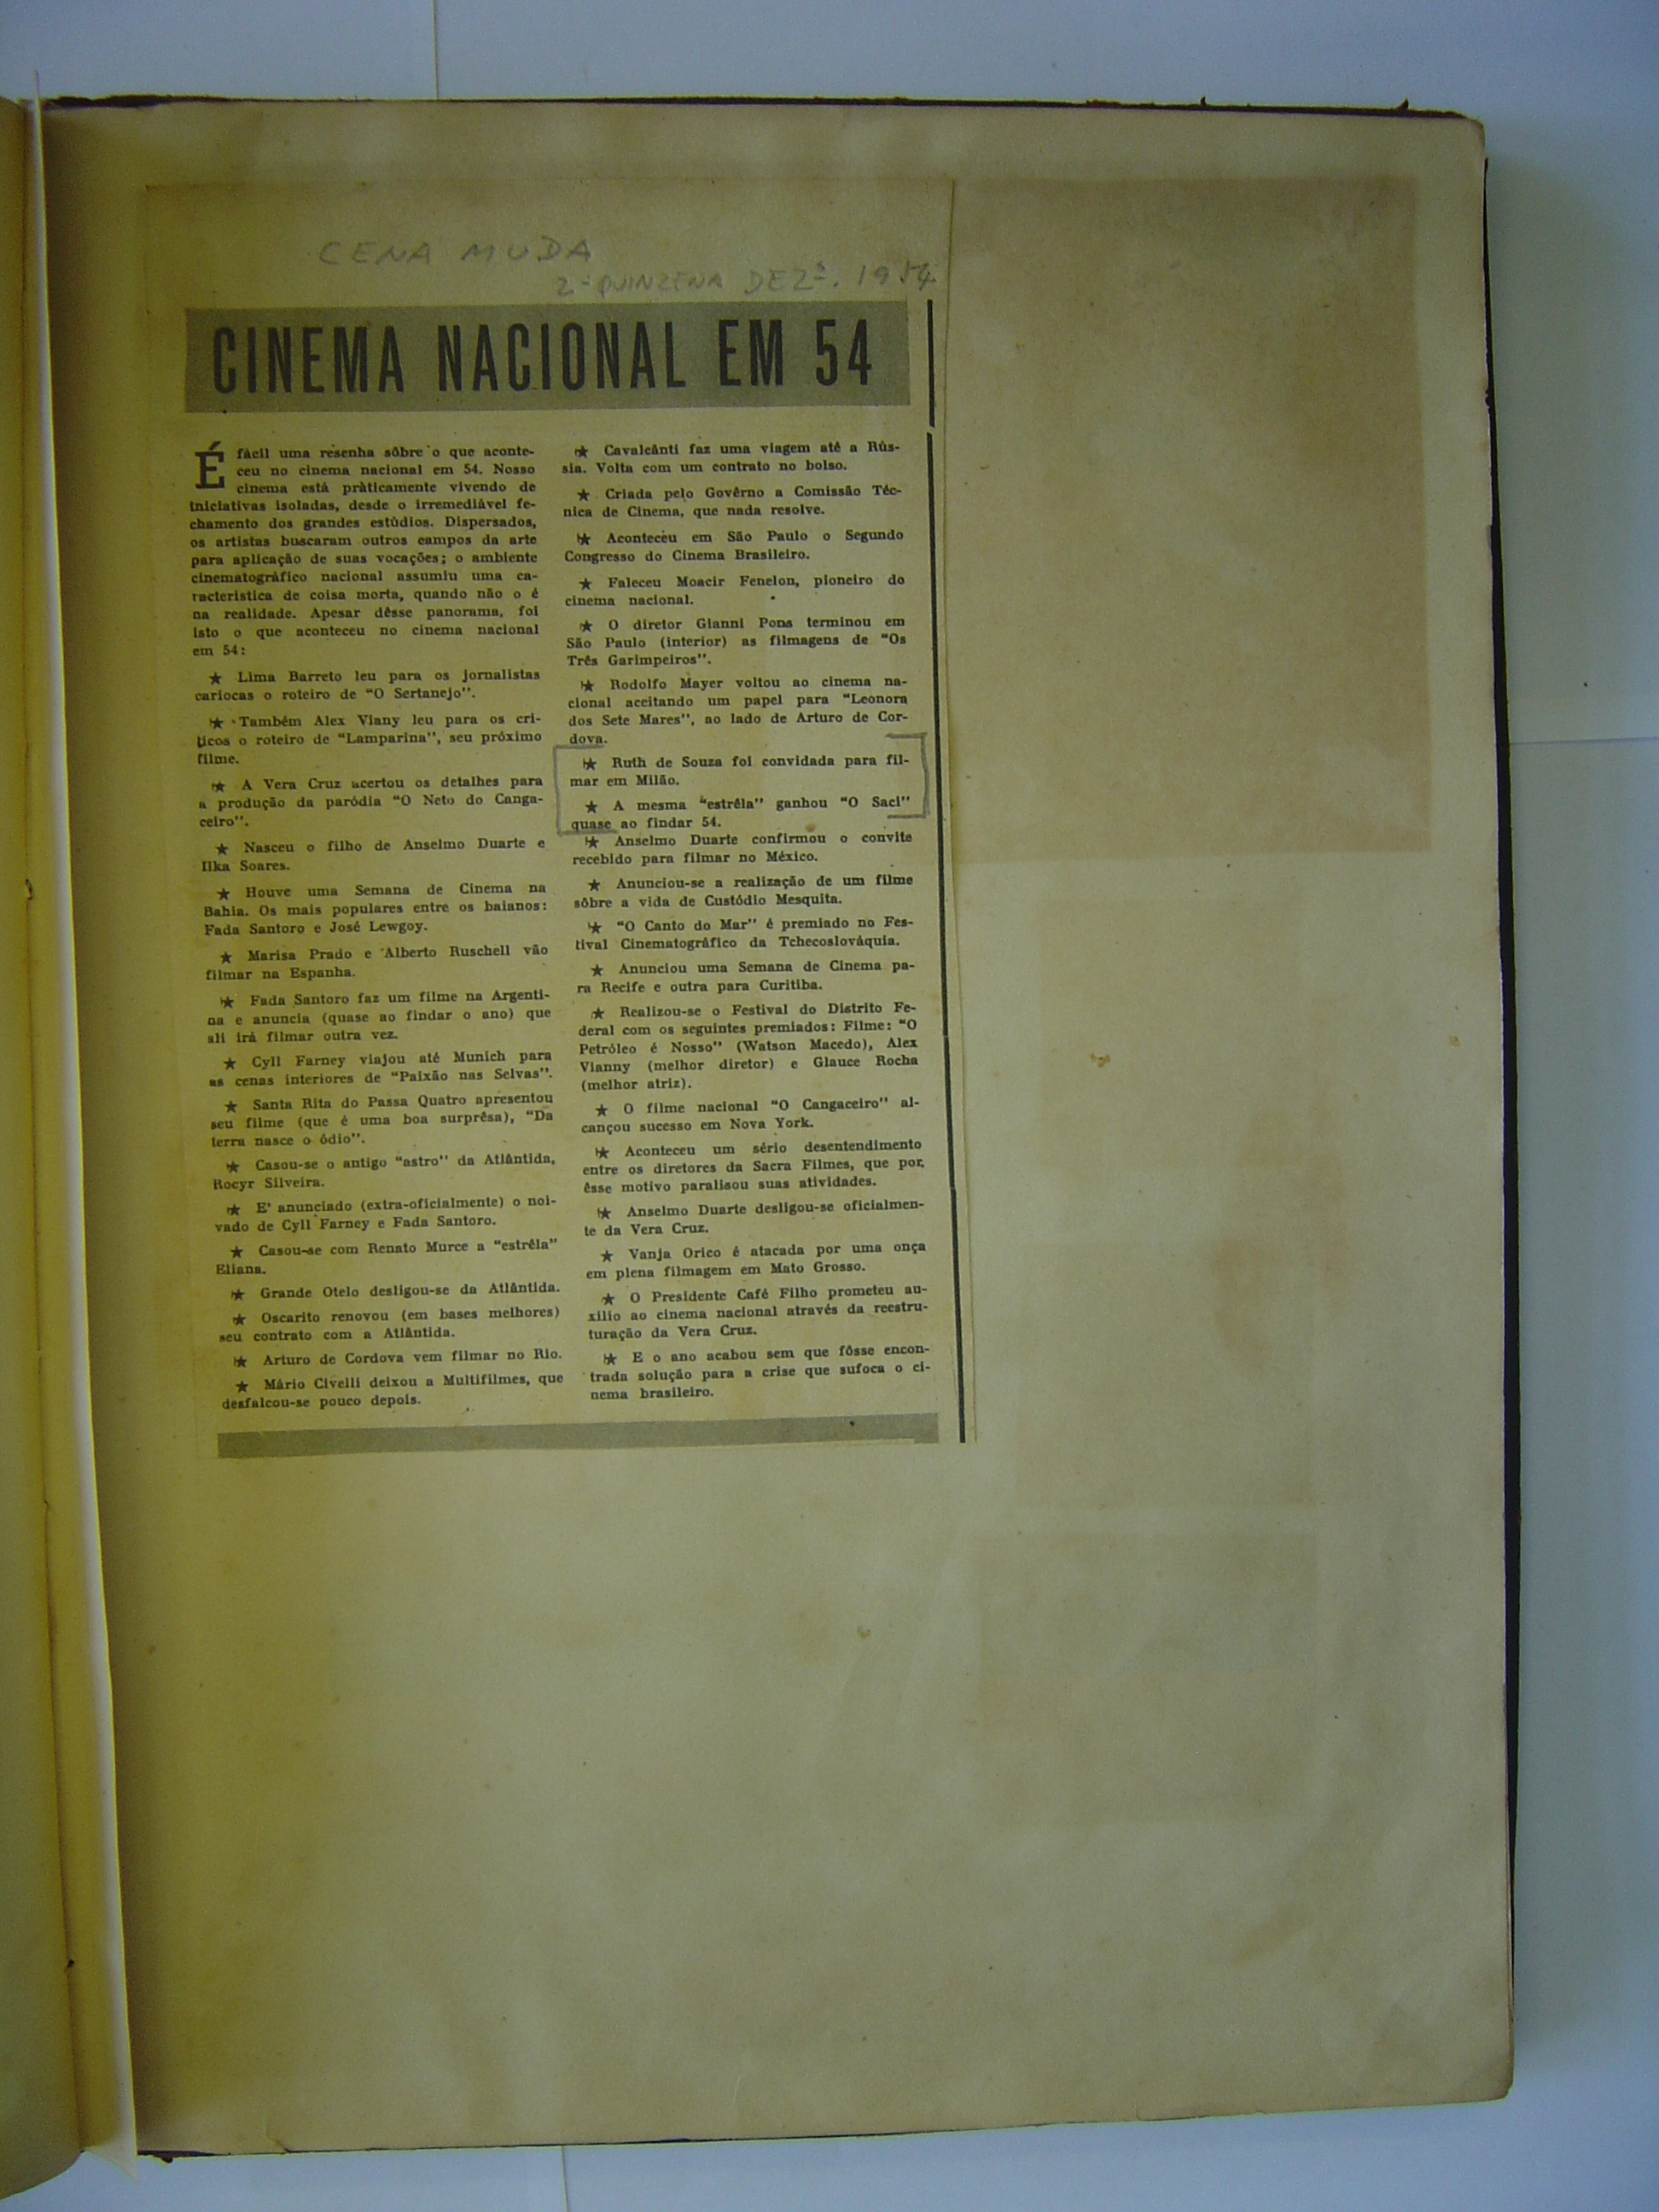 CENA MUDA
2ª QUINZENA DEZº. 1954
CINEMA NACIONAL EM 54
É fácil uma resenha sôbre o que aconte-
ceu no cinema nacional em 54. Nosso
cinema está pràticamente vivendo de
iniciativas isoladas, desde o irremediável fe-
chamento dos grandes estùdios. Dispersados,
os artistas buscaram outros campos da arte
para aplicação de suas vocações; o ambiente
cinematográfico nacional assumiu uma ca-
racterística de coisa morta, quando não o é
na realidade. Apesar dêsse panorama, foi
isto o que aconteceu no cinema nacional
em 54:
★ Lima Barreto leu para os jornalistas
cariocas o roteiro de "O Sertanejo".
★ Também Alex Viany leu para os crí-
ticos o roteiro de "Lamparina", seu próximo
filme.
★ A Vera Cruz acertou os detalhes para
a produção da paródia "O Neto do Canga-
ceiro".
★ Nasceu o filho de Anselmo Duarte e
Ilka Soares.
★ Houve uma Semana de Cinema na
Bahia. Os mais populares entre os baianos:
Fada Santoro e José Lewgoy.
★ Marisa Prado e Alberto Ruschell vão
filmar na Espanha.
★ Fada Santoro faz um filme na Argenti-
na e anuncia (quase ao findar o ano) que
ali irá filmar outra vez.
★ Cyll Farney viajou até Munich para
as cenas interiores de "Paixão nas Selvas".
★ Santa Rita do Passa Quatro apresentou
seu filme (que é uma boa surprêsa), "Da
terra nasce o ódio".
★ Casou-se o antigo "astro" da Atlântida,
Rocyr Silveira.
★ E' anunciado (extra-oficialmente) o noi-
vado de Cyll Farney e Fada Santoro.
★ Casou-se com Renato Murce a "estrêla"
Eliana.
★ Grande Otelo desligou-se da Atlântida.
★ Oscarito renovou (em bases melhores)
seu contrato com a Atlântida.
★ Arturo de Cordova vem filmar no Rio.
★ Mário Civelli deixou a Multifilmes, que
desfalcou-se pouco depois.
★ Cavalcânti faz uma viagem até a Rús-
sia. Volta com um contrato no bolso.
★ Criada pelo Govêrno a Comissão Téc-
nica de Cinema, que nada resolve.
★ Aconteceu em São Paulo o Segundo
Congresso do Cinema Brasileiro.
★ Faleceu Moacir Fenelon, pioneiro do
cinema nacional.
★ O diretor Gianni Pons terminou em
São Paulo (interior) as filmagens de "Os
Três Garimpeiros".
★ Rodolfo Mayer voltou ao cinema na-
cional aceitando um papel para "Leonora
dos Sete Mares", ao lado de Arturo de Cor-
dova.
★ Ruth de Souza foi convidada para fil-
mar em Milão.
★ A mesma "estrêla" ganhou "O Saci"
quase ao findar 54.
★ Anselmo Duarte confirmou o convite
recebido para filmar no México.
★ Anunciou-se a realização de um filme
sôbre a vida de Custódio Mesquita.
★ "O Canto do Mar" é premiado no Fes-
tival Cinematográfico da Tchecoslováquia.
★ Anunciou uma Semana de Cinema pa-
ra Recife e outra para Curitiba.
★ Realizou-se o Festival do Distrito Fe-
deral com os seguintes premiados: Filme: "O
Petróleo é Nosso" (Watson Macedo), Alex
Vianny (melhor diretor) e Glauce Rocha
(melhor atriz).
★ O filme nacional "O Cangaceiro" al-
cançou sucesso em Nova York.
★ Aconteceu um sério desentendimento
entre os diretores da Sacra Filmes, que por,
êsse motivo paralisou suas atividades.
★ Anselmo Duarte desligou-se oficialmen-
te da Vera Cruz.
★ Vanja Orico é atacada por uma onça
em plena filmagem em Mato Grosso.
★ O Presidente Café Filho prometeu au-
xílio ao cinema nacional através da reestru-
turação da Vera Cruz.
★ E o ano acabou sem que fôsse encon-
trada solução para a crise que sufoca o ci-
nema brasileiro.